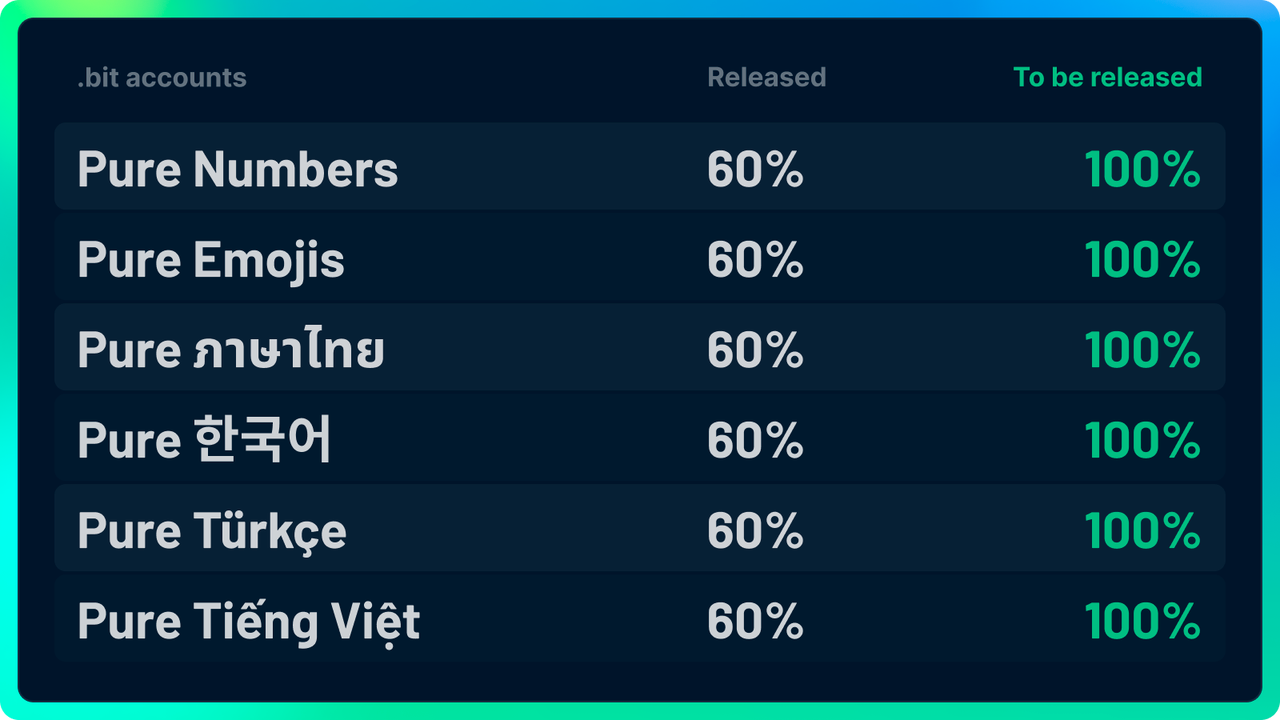 .bit accounts Released To be released
Pure Numbers 60% 100%
Pure Emojis 60% 100%
Pure ภาษาไทย 60% 100%
Pure 한국어 60% 100%
Pure Türkçe 60% 100%
Pure Tiếng Việt 60% 100%